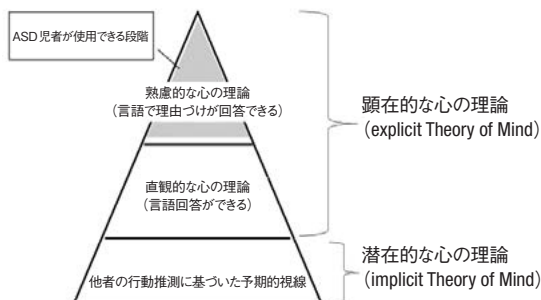 ASD児者が使用できる段階
熟慮的な心の理論
（言語で理由づけが回答できる）
顕在的な心の理論
（explicit Theory of Mind）
直観的な心の理論
（言語回答ができる）
潜在的な心の理論
（implicit Theory of Mind）
他者の行動推測に基づいた予期的視線